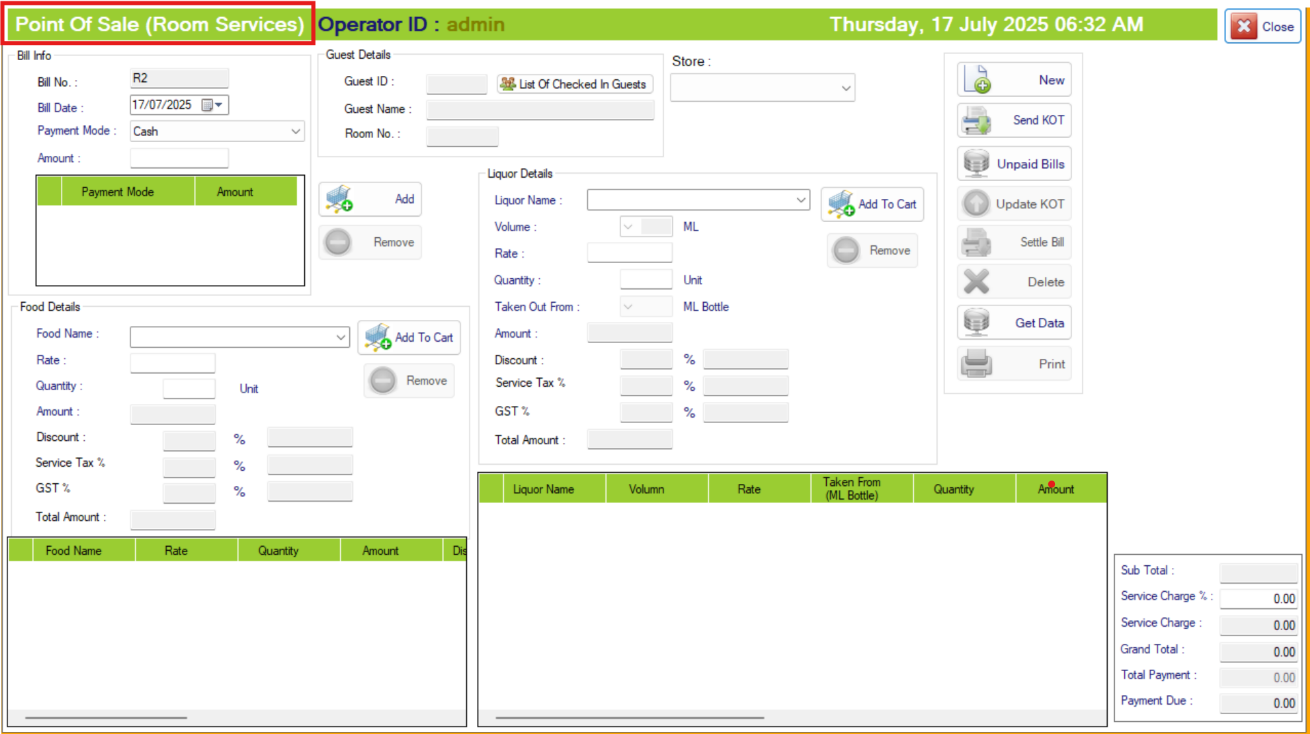 Point Of Sale (Room Services) Operator ID : admin Thursday, 17 July 2025 06:32 AM Close
Bill Info
Bill No. : R2
Bill Date : 17/07/2025
Payment Mode : Cash
Amount :
Payment Mode Amount
Add
Remove
Guest Details
Guest ID : List Of Checked In Guests
Guest Name :
Room No. :
Store :
New
Send KOT
Unpaid Bills
Update KOT
Settle Bill
Delete
Get Data
Print
Food Details
Food Name : Add To Cart
Rate :
Remove
Quantity : Unit
Amount :
Discount : %
Service Tax % %
GST % %
Total Amount :
Food Name Rate Quantity Amount Dis
Liquor Details
Liquor Name : Add To Cart
Volume : ML
Rate : Remove
Quantity : Unit
Taken Out From : ML Bottle
Amount :
Discount : %
Service Tax % %
GST % %
Total Amount :
Liquor Name Volumn Rate Taken From (ML Bottle) Quantity Amount
Sub Total :
Service Charge % : 0.00
Service Charge : 0.00
Grand Total : 0.00
Total Payment : 0.00
Payment Due : 0.00